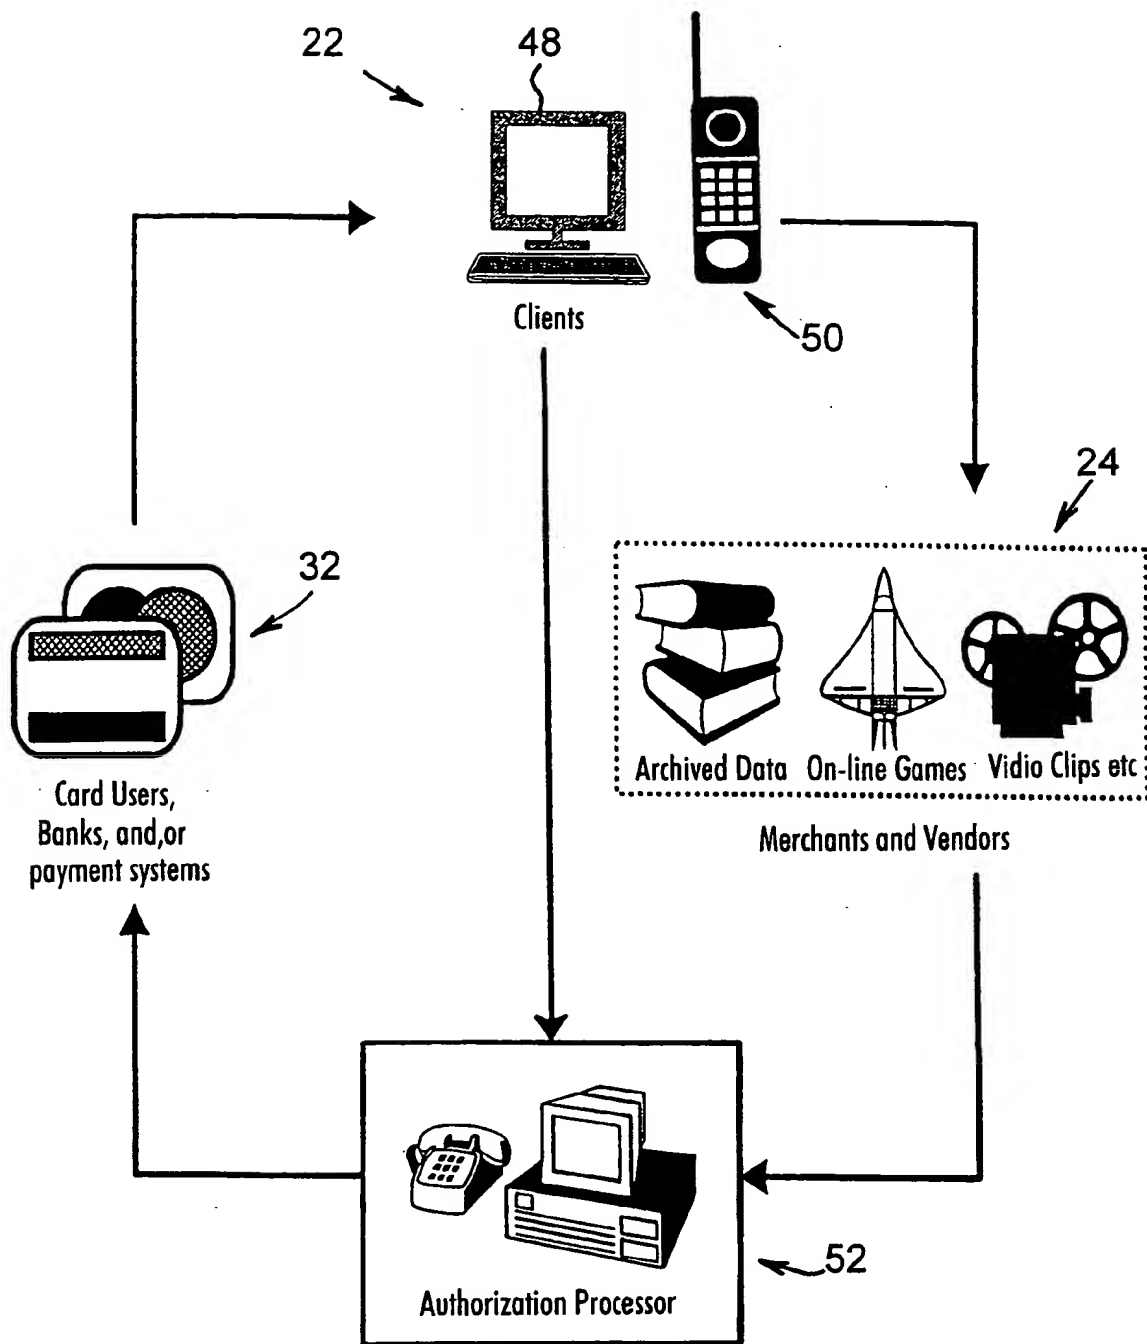 22
48
50
Clients
24
32
Archived Data On-line Games Vidio Clips etc
Merchants and Vendors
Card Users,
Banks, and,or
payment systems
52
Authorization Processor